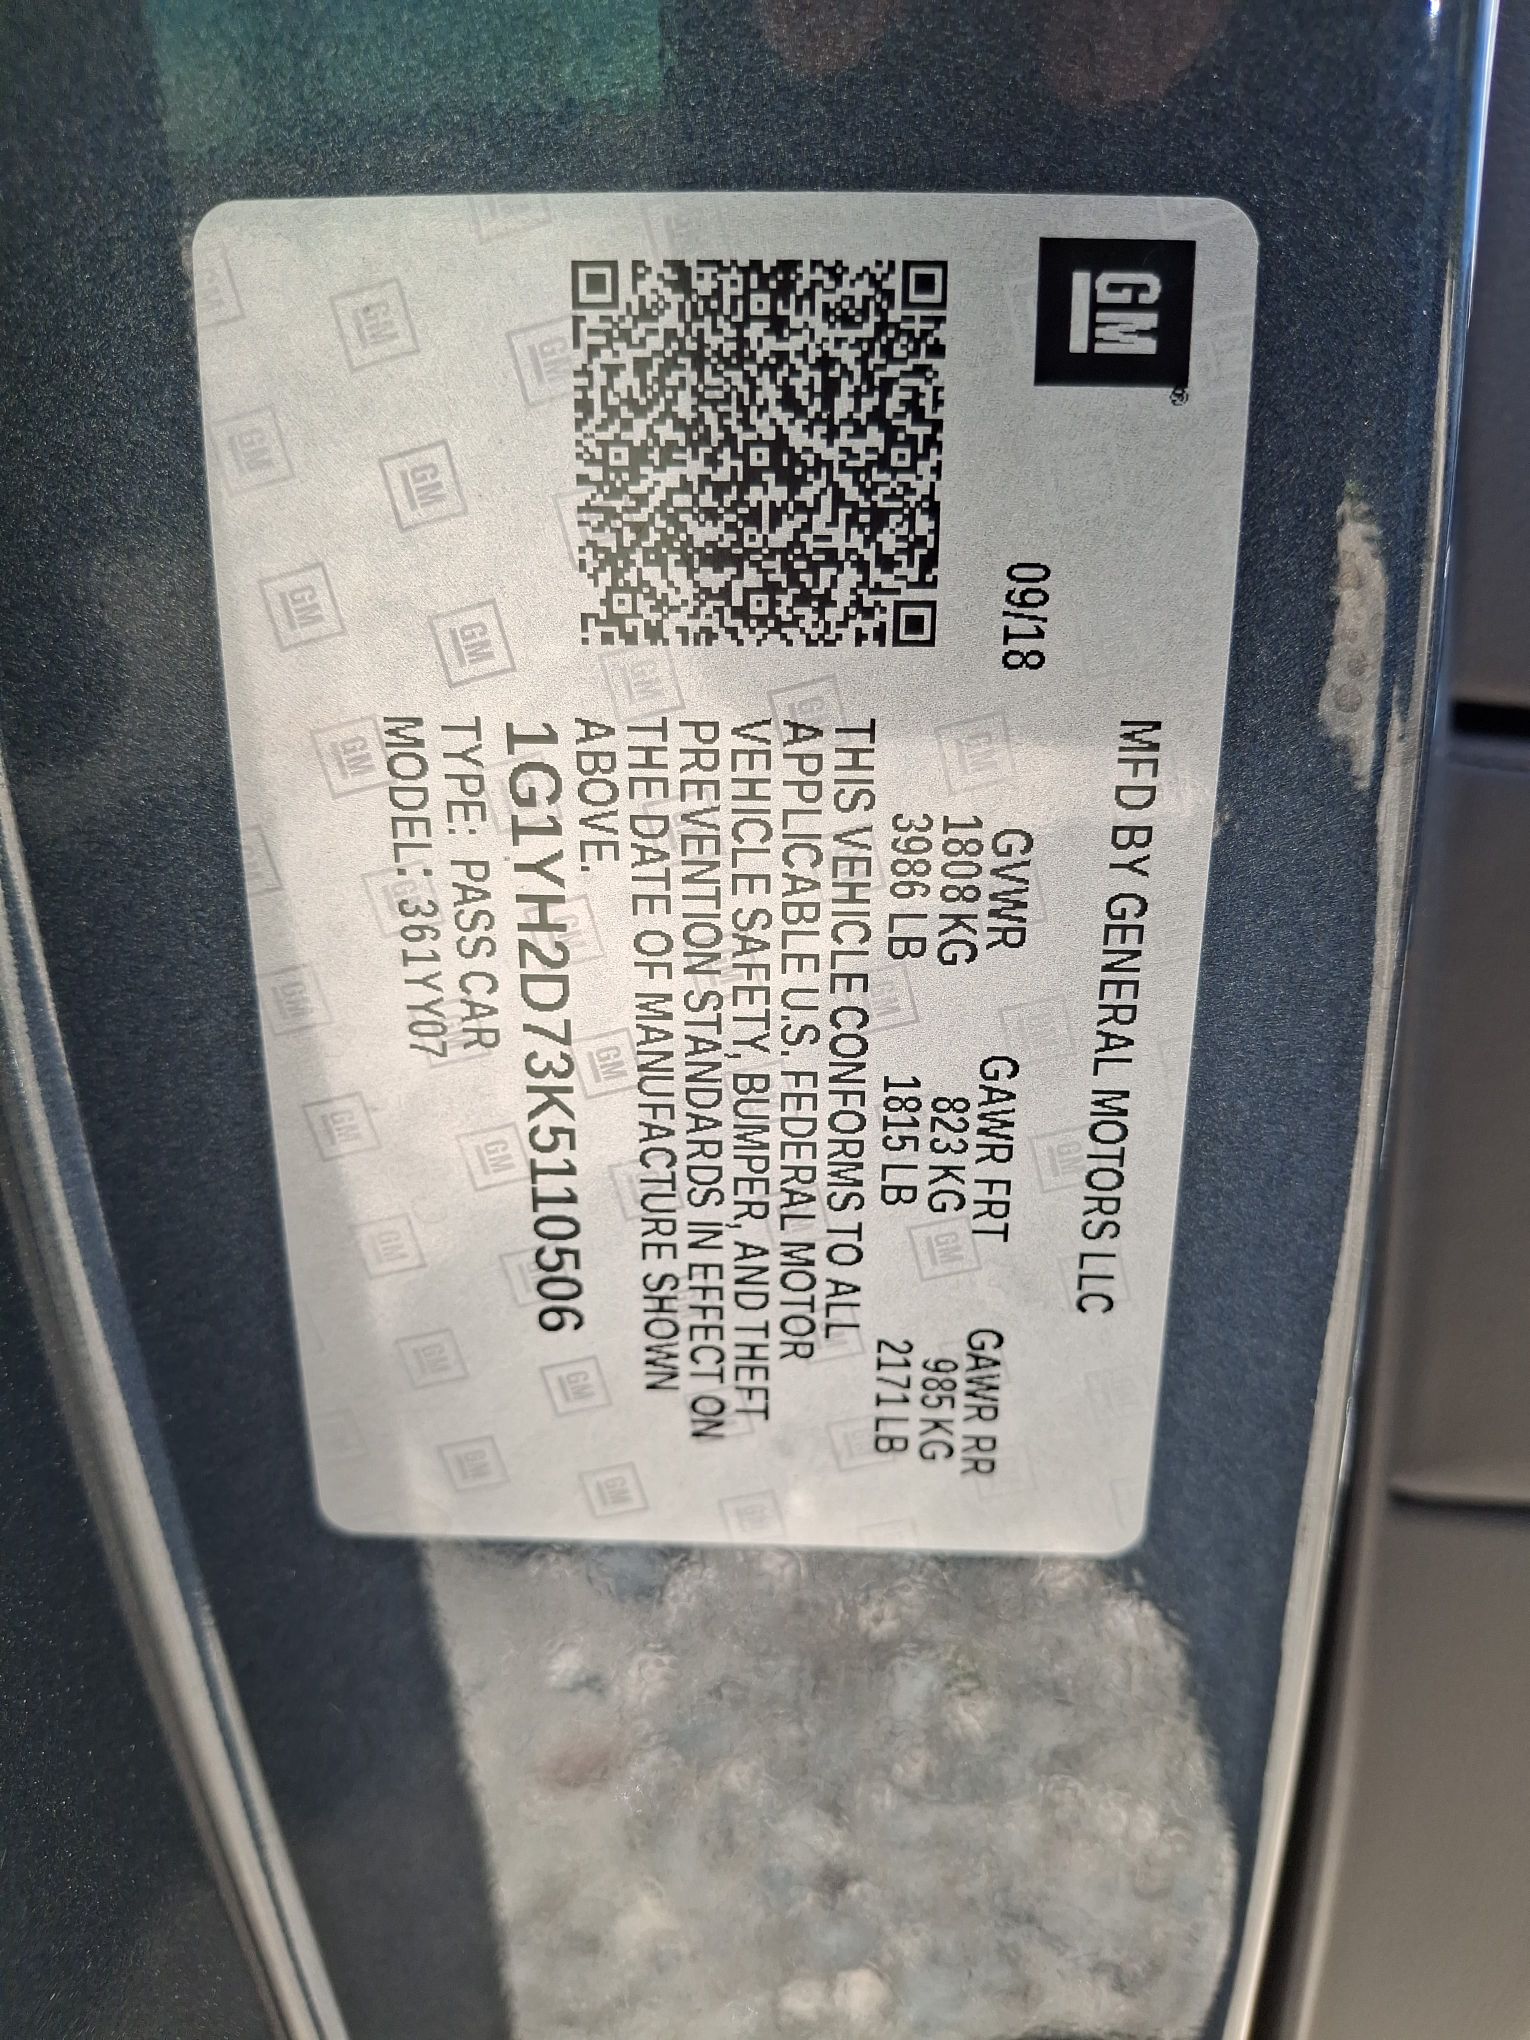 GM
MFD BY GENERAL MOTORS LLC
09/18
GVWR GAWR FRT GAWR RR
1808 KG 823 KG 985 KG
3986 LB 1815 LB 2171 LB
THIS VEHICLE CONFORMS TO ALL
APPLICABLE U.S. FEDERAL MOTOR
VEHICLE SAFETY, BUMPER, AND THEFT
PREVENTION STANDARDS IN EFFECT ON
THE DATE OF MANUFACTURE SHOWN
ABOVE.
1G1YH2D73K5110506
TYPE: PASS CAR
MODEL: 361YY07